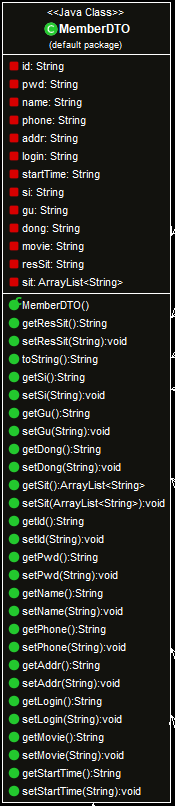 <<Java Class>>
C MemberDTO
(default package)
id: String
pwd: String
name: String
phone: String
addr: String
login: String
startTime: String
si: String
gu: String
dong: String
movie: String
resSit: String
sit: ArrayList<String>
MemberDTO()
getResSit():String
setResSit(String):void
toString():String
getSi():String
setSi(String):void
getGu():String
setGu(String):void
getDong():String
setDong(String):void
getSit():ArrayList<String>
setSit(ArrayList<String>):void
getId():String
setId(String):void
getPwd():String
setPwd(String):void
getName():String
setName(String):void
getPhone():String
setPhone(String):void
getAddr():String
setAddr(String):void
getLogin():String
setLogin(String):void
getMovie():String
setMovie(String):void
getStartTime():String
setStartTime(String):void